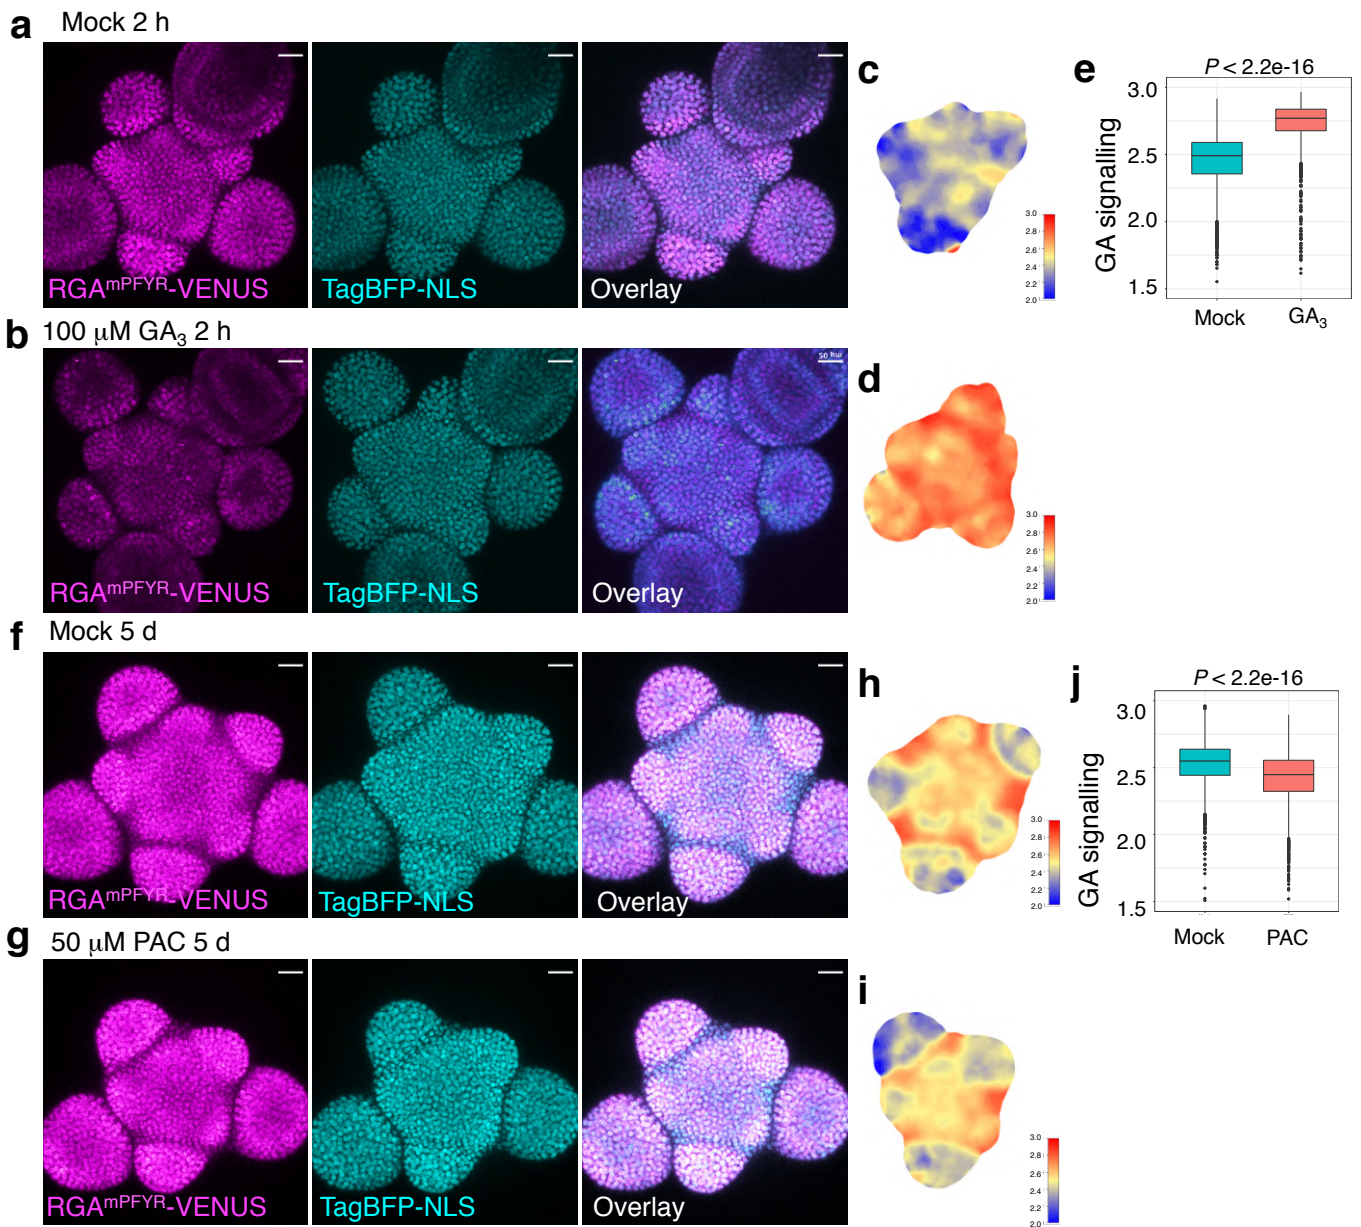 a Mock 2 h
RGAmPFYR-VENUS TagBFP-NLS Overlay
c
3.0
2.8
2.6
2.4
2.2
2.0
e
P < 2.2e-16
GA signalling
3.0
2.5
2.0
1.5
Mock GA3
b 100 μM GA3 2 h
50 μm
RGAmPFYR-VENUS TagBFP-NLS Overlay
d
3.0
2.8
2.6
2.4
2.2
2.0
f Mock 5 d
RGAmPFYR-VENUS TagBFP-NLS Overlay
h
3.0
2.8
2.6
2.4
2.2
2.0
j
P < 2.2e-16
GA signalling
3.0
2.5
2.0
1.5
Mock PAC
g 50 μM PAC 5 d
RGAmPFYR-VENUS TagBFP-NLS Overlay
i
3.0
2.8
2.6
2.4
2.2
2.0